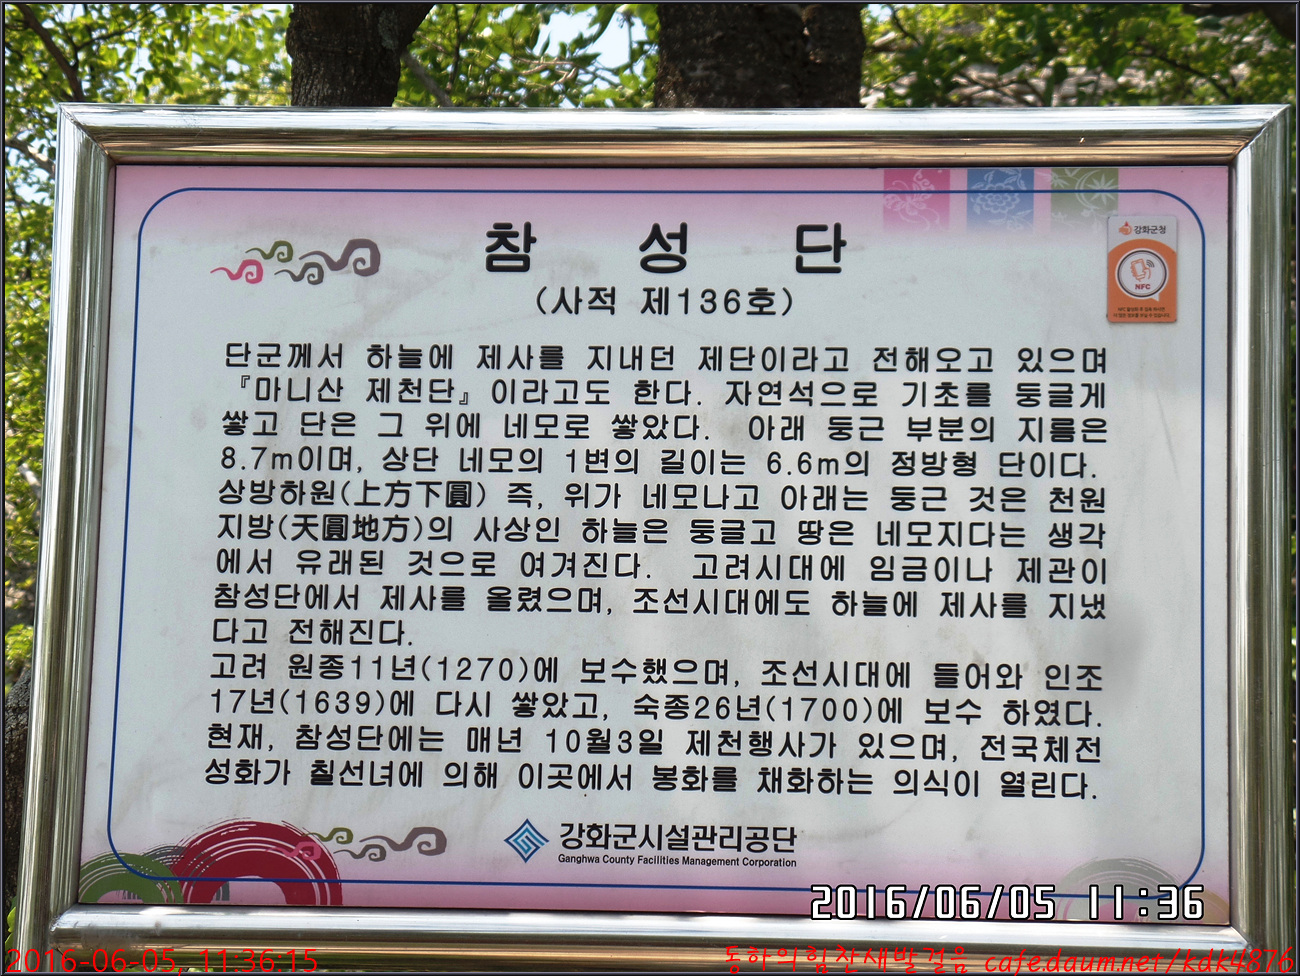 참 성 단
(사적 제136호)
강화군청
NFC
단군께서 하늘에 제사를 지내던 제단이라고 전해오고 있으며
『마니산 제천단』이라고도 한다. 자연석으로 기초를 둥글게
쌓고 단은 그 위에 네모로 쌓았다. 아래 둥근 부분의 지름은
8.7m이며, 상단 네모의 1변의 길이는 6.6m의 정방형 단이다.
상방하원(上方下圓) 즉, 위가 네모나고 아래는 둥근 것은 천원
지방(天圓地方)의 사상인 하늘은 둥글고 땅은 네모지다는 생각
에서 유래된 것으로 여겨진다. 고려시대에 임금이나 제관이
참성단에서 제사를 올렸으며, 조선시대에도 하늘에 제사를 지냈
다고 전해진다.
고려 원종11년(1270)에 보수했으며, 조선시대에 들어와 인조
17년(1639)에 다시 쌓았고, 숙종26년(1700)에 보수 하였다.
현재, 참성단에는 매년 10월3일 제천행사가 있으며, 전국체전
성화가 칠선녀에 의해 이곳에서 봉화를 채화하는 의식이 열린다.
강화군시설관리공단
Ganghwa County Facilities Management Corporation
2016/06/05 11:36
2016-06-05, 11:36:15
동하의힘찬새발걸음 cafe.daum.net/kdk4876